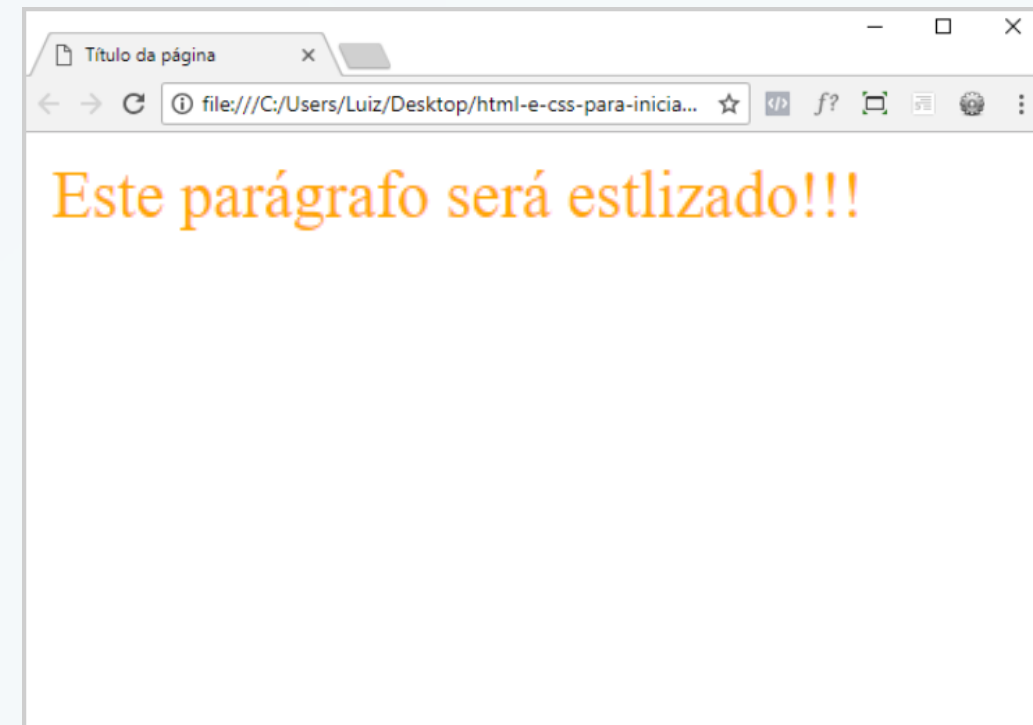 Título da página
file:///C:/Users/Luiz/Desktop/html-e-css-para-inicia...
f?
Este parágrafo será estlizado!!!